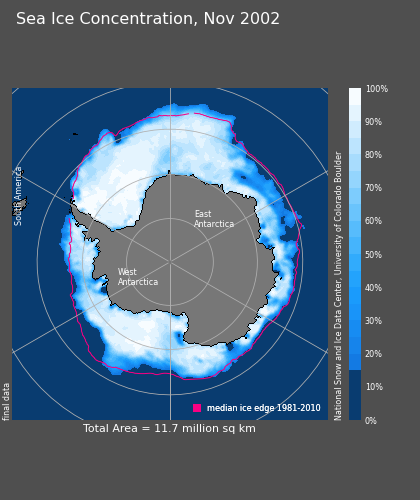 Sea Ice Concentration, Nov 2002
South America
East
Antarctica
West
Antarctica
final data
median ice edge 1981-2010
Total Area = 11.7 million sq km
100%
90%
80%
70%
60%
50%
40%
30%
20%
10%
0%
National Snow and Ice Data Center, University of Colorado Boulder